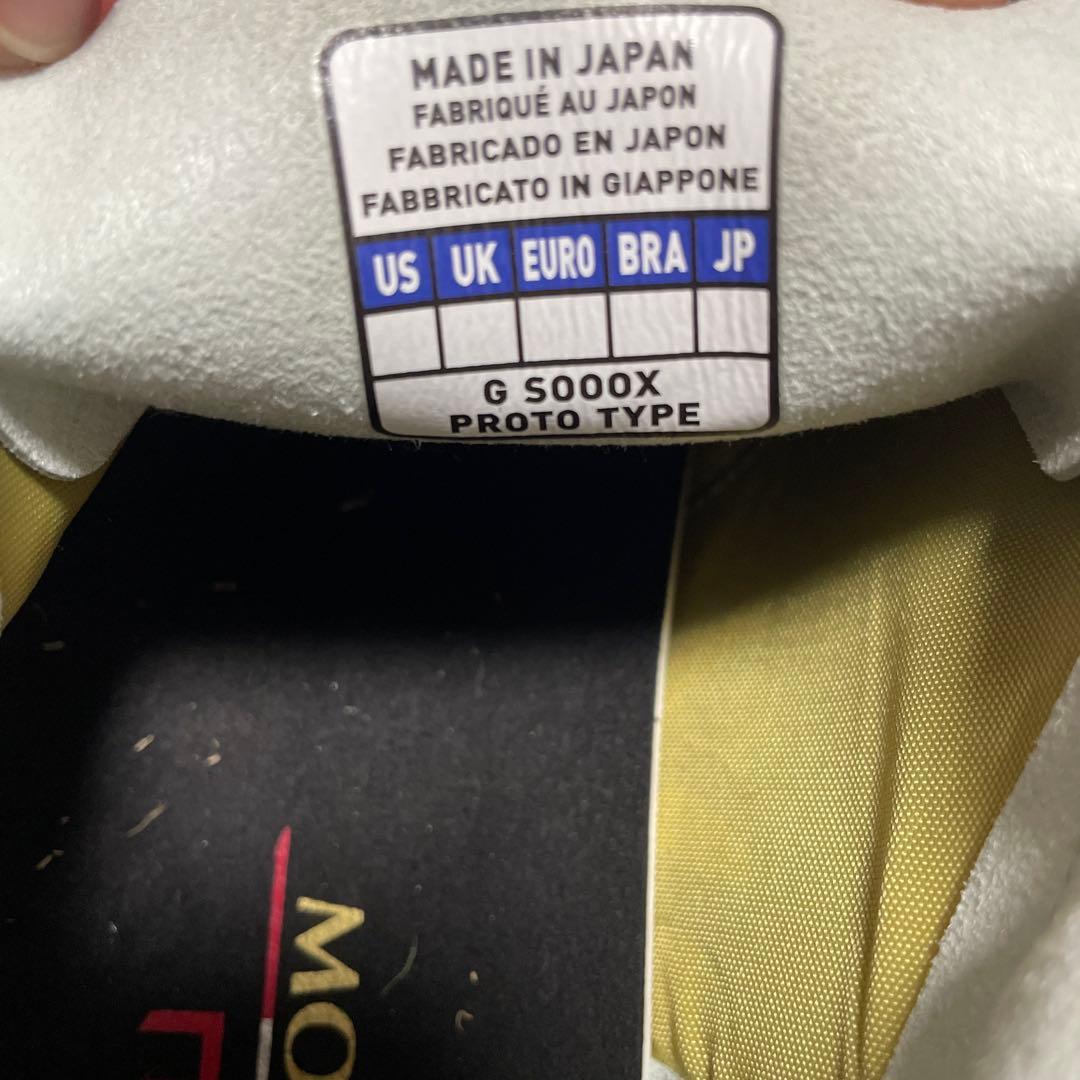 MADE IN JAPAN
FABRIQUÉ AU JAPON
FABRICADO EN JAPON
FABBRICATO IN GIAPPONE
US UK EURO BRA JP
G S000X
PROTO TYPE
MO